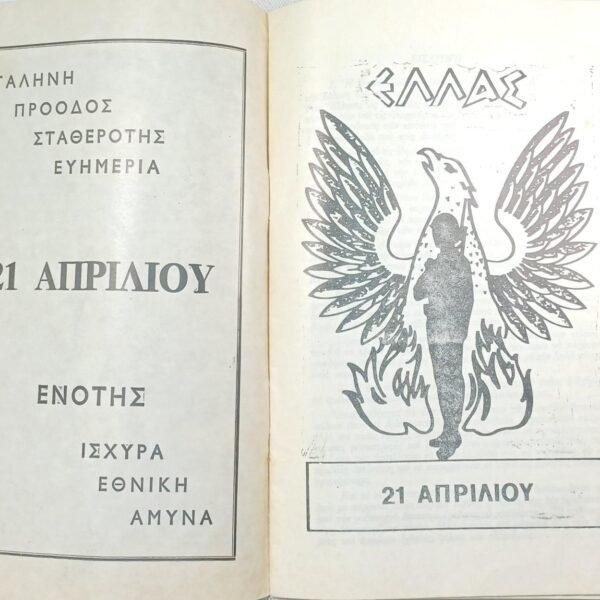 ΓΑΛΗΝΗ
ΠΡΟΟΔΟΣ
ΣΤΑΘΕΡΟΤΗΣ
ΕΥΗΜΕΡΙΑ
21 ΑΠΡΙΛΙΟΥ
ΕΝΟΤΗΣ
ΙΣΧΥΡΑ
ΕΘΝΙΚΗ
ΑΜΥΝΑ
ΕΛΛΑΣ
21 ΑΠΡΙΛΙΟΥ